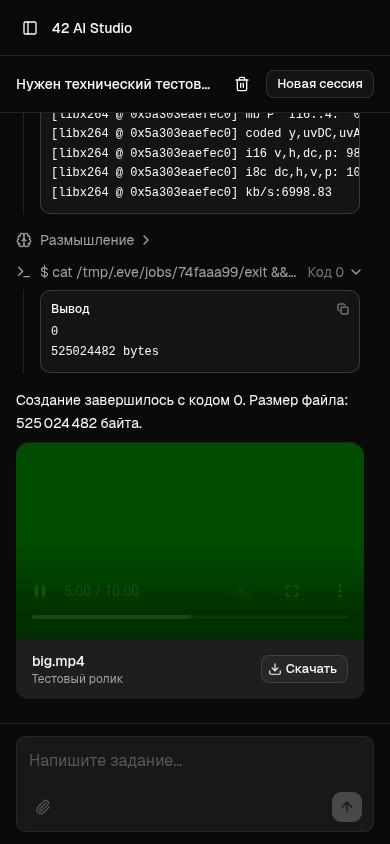 42 AI Studio
Нужен технический тестов...
Новая сессия
[libx264 @ 0x5a303eaefec0]
[libx264 @ 0x5a303eaefec0] coded y,uvDC,uvA
[libx264 @ 0x5a303eaefec0] i16 v,h,dc,p: 98
[libx264 @ 0x5a303eaefec0] i8c dc,h,v,p: 10
[libx264 @ 0x5a303eaefec0] kb/s:6998.83
Размышление
$ cat /tmp/.eve/jobs/74faaa99/exit &&... Код 0
Вывод
0
525024482 bytes
Создание завершилось с кодом 0. Размер файла:
525 024 482 байта.
5:00 / 10:00
big.mp4
Тестовый ролик
Скачать
Напишите задание...